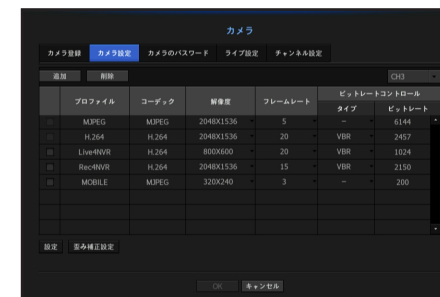 カメラ
カメラ登録 カメラ設定 カメラのパスワード ライブ設定 チャンネル設定
追加 削除 CH3
プロファイル コーデック 解像度 フレームレート ビットレートコントロール
タイプ ビットレート
MJPEG MJPEG 2048X1536 5 – 6144
H.264 H.264 2048X1536 20 VBR 2457
Live4NVR H.264 800X600 20 VBR 1024
Rec4NVR H.264 2048X1536 15 VBR 2150
MOBILE MJPEG 320X240 3 – 200
設定 歪み補正設定
OK キャンセル